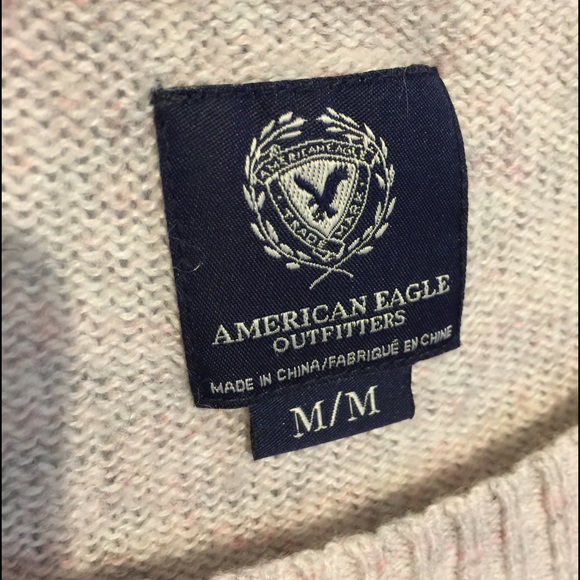 AMERICAN EAGLE
TRADE MARK
AMERICAN EAGLE
OUTFITTERS
MADE IN CHINA/FABRIQUÉ EN CHINE
M/M